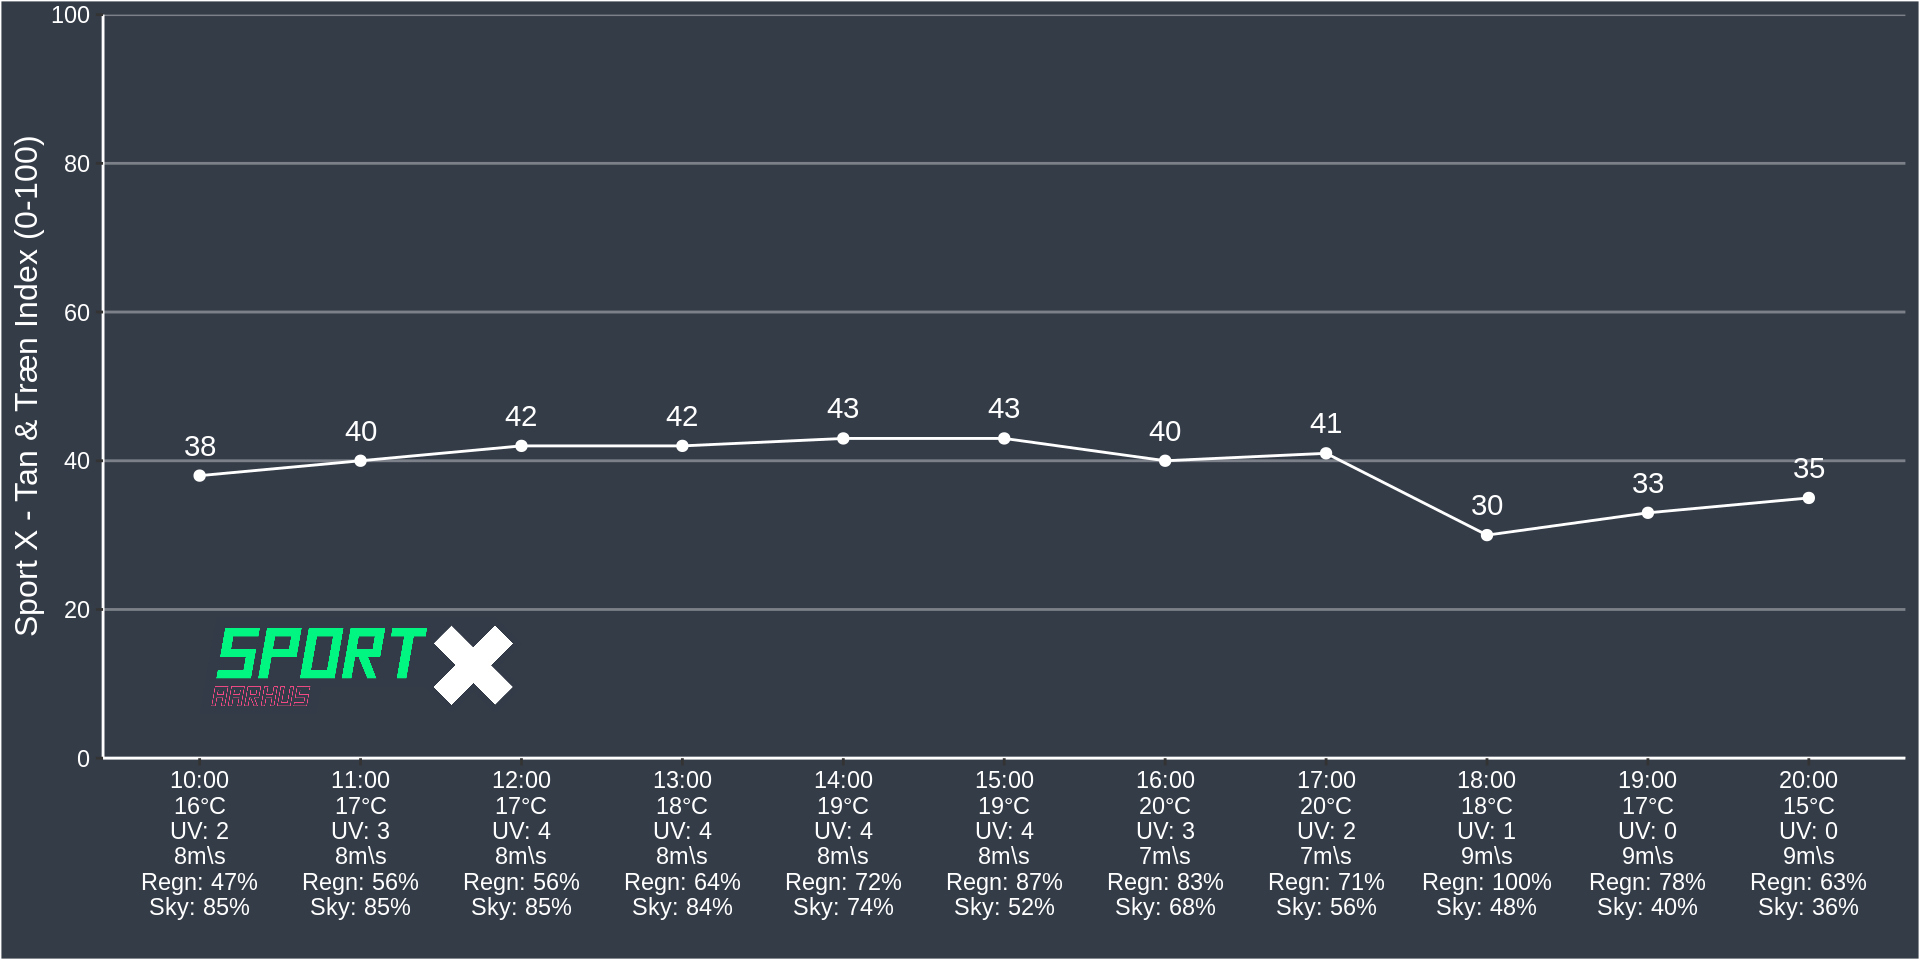 Sport X - Tan & Træn Index (0-100)
100
80
60
40
20
0
38 40 42 42 43 43 40 41 30 33 35
SPORT X
AARHUS
10:00 11:00 12:00 13:00 14:00 15:00 16:00 17:00 18:00 19:00 20:00
16°C 17°C 17°C 18°C 19°C 19°C 20°C 20°C 18°C 17°C 15°C
UV: 2 UV: 3 UV: 4 UV: 4 UV: 4 UV: 4 UV: 3 UV: 2 UV: 1 UV: 0 UV: 0
8m\s 8m\s 8m\s 8m\s 8m\s 8m\s 7m\s 7m\s 9m\s 9m\s 9m\s
Regn: 47% Regn: 56% Regn: 56% Regn: 64% Regn: 72% Regn: 87% Regn: 83% Regn: 71% Regn: 100% Regn: 78% Regn: 63%
Sky: 85% Sky: 85% Sky: 85% Sky: 84% Sky: 74% Sky: 52% Sky: 68% Sky: 56% Sky: 48% Sky: 40% Sky: 36%